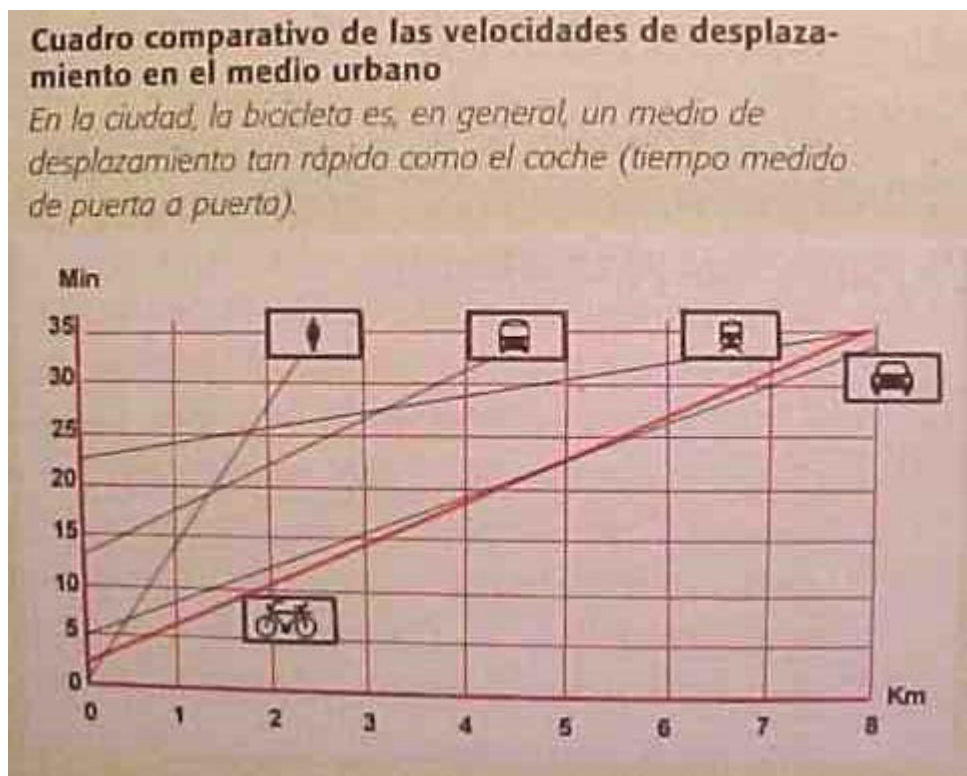 Cuadro comparativo de las velocidades de desplaza-
miento en el medio urbano
En la ciudad, la bicicleta es, en general, un medio de
desplazamiento tan rápido como el coche (tiempo medido
de puerta a puerta).
Min
35
30
25
20
15
10
5
0
0 1 2 3 4 5 6 7 8 Km